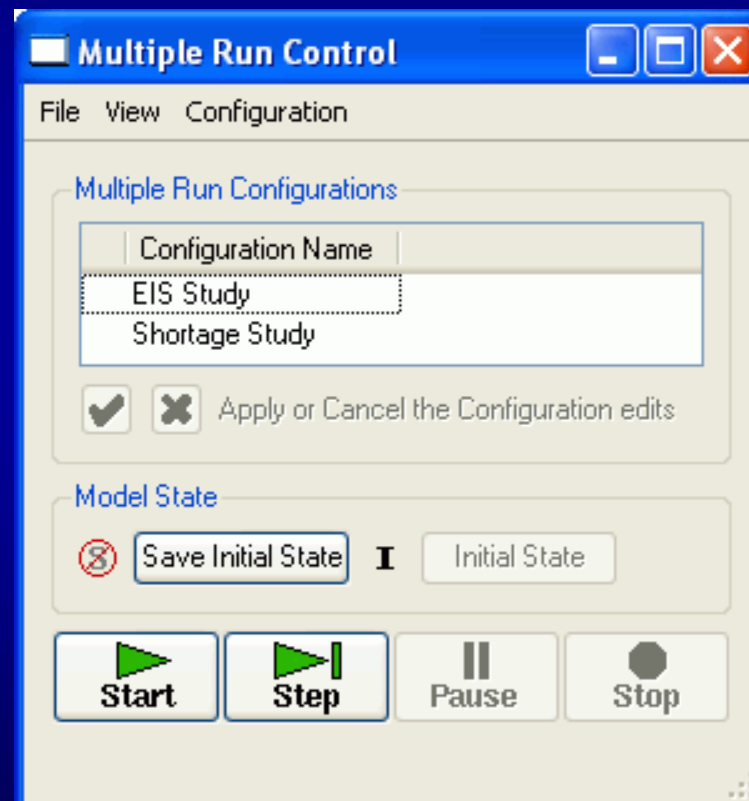 Multiple Run Control
File View Configuration
Multiple Run Configurations
Configuration Name
EIS Study
Shortage Study
Apply or Cancel the Configuration edits
Model State
S Save Initial State I Initial State
Start Step Pause Stop